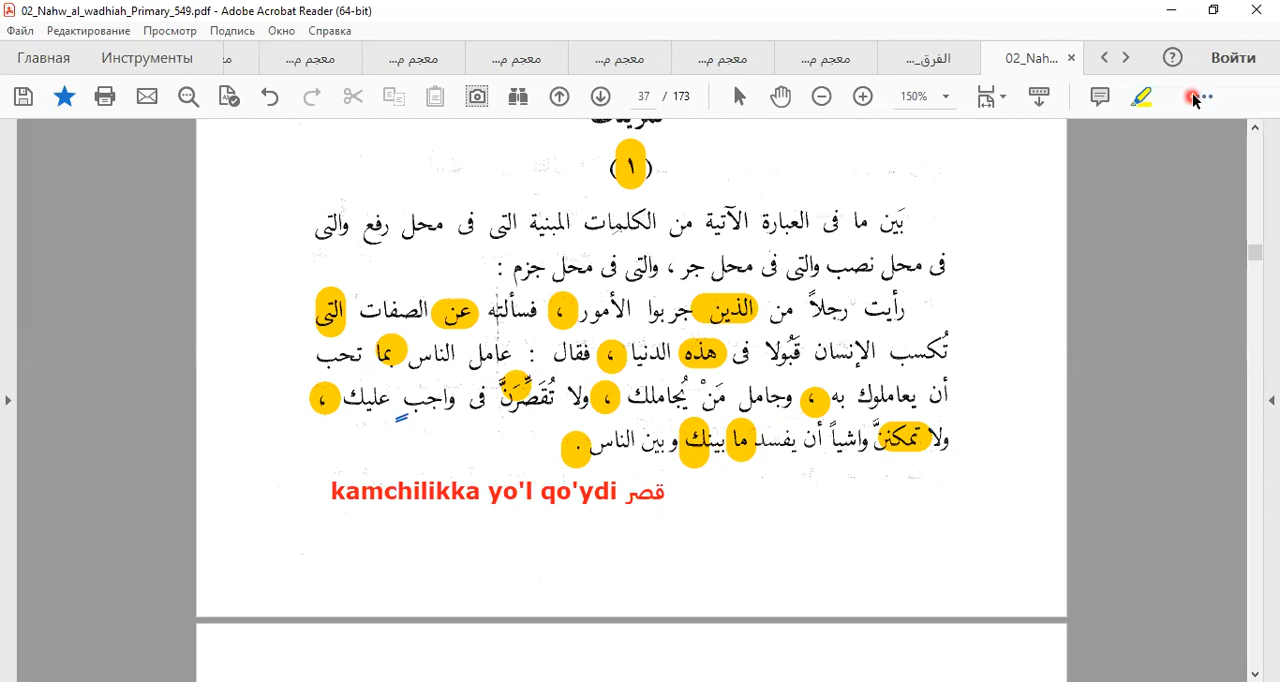 02_Nahw_al_wadhiah_Primary_549.pdf - Adobe Acrobat Reader (64-bit)
Файл Редактирование Просмотр Подпись Окно Справка
Главная Инструменты معجم م... معجم م... معجم م... معجم م... معجم م... معجم م... الفرق_... 02_Nah... Войти
37 / 173 150%
تمرينات
(١)
بَين ما فى العبارة الآتية من الكلمات المبنية التى فى محل رفع والتى
فى محل نصب والتى فى محل جر ، والتى فى محل جزم :
رأيت رجلاً من الذين جربوا الأمور ، فسألته عن الصفات التى
تُكسب الإنسان قَبُولا فى هذه الدنيا ، فقال : عامل الناس بما تحب
أن يعاملوك به ، وجامل مَنْ يُجاملك ، ولا تُقَصِّرَنَّ فى واجب عليك ،
ولا تمكننَّ واشياً أن يفسد ما بينك وبين الناس .
kamchilikka yo'l qo'ydi قصر